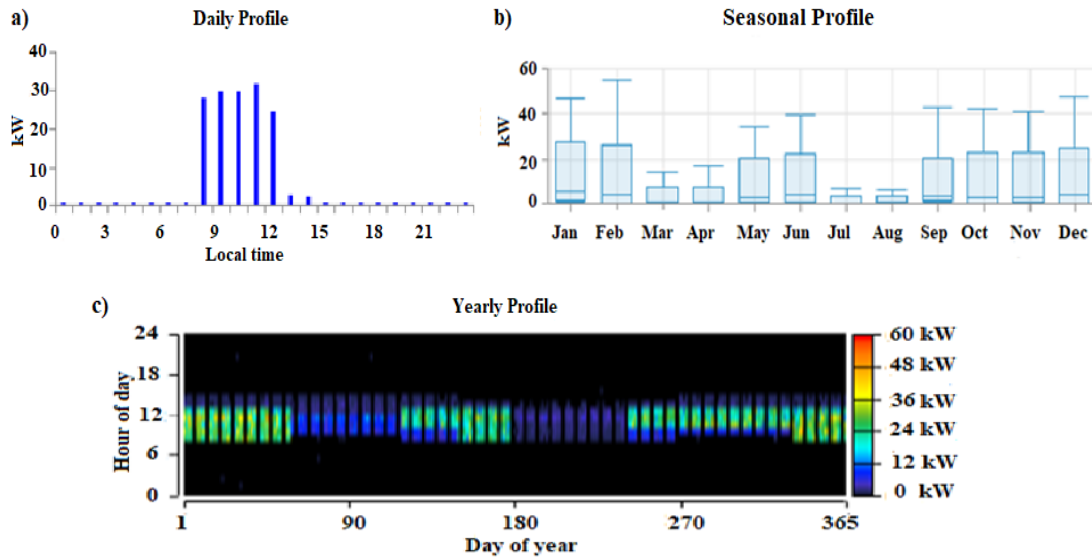 a) Daily Profile
kW
40
30
20
10
0
0 3 6 9 12 15 18 21
Local time
b) Seasonal Profile
kW
60
40
20
0
Jan Feb Mar Apr May Jun Jul Aug Sep Oct Nov Dec
c) Yearly Profile
Hour of day
24
18
12
6
0
1 90 180 270 365
Day of year
60 kW
48 kW
36 kW
24 kW
12 kW
0 kW